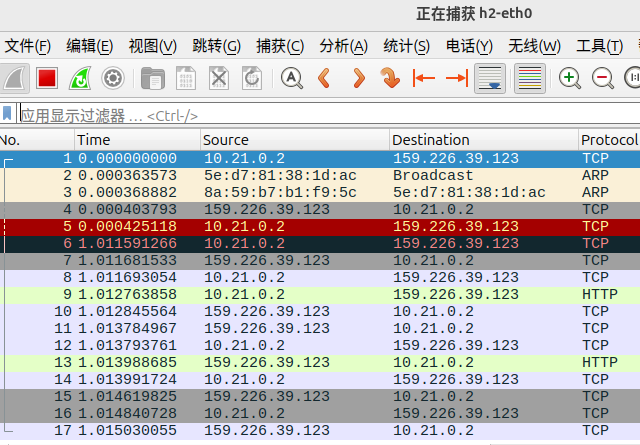 正在捕获 h2-eth0
文件(F) 编辑(E) 视图(V) 跳转(G) 捕获(C) 分析(A) 统计(S) 电话(Y) 无线(W) 工具(T)
应用显示过滤器 … <Ctrl-/>
No. Time Source Destination Protocol
1 0.000000000 10.21.0.2 159.226.39.123 TCP
2 0.000363573 5e:d7:81:38:1d:ac Broadcast ARP
3 0.000368882 8a:59:b7:b1:f9:5c 5e:d7:81:38:1d:ac ARP
4 0.000403793 159.226.39.123 10.21.0.2 TCP
5 0.000425118 10.21.0.2 159.226.39.123 TCP
6 1.011591266 10.21.0.2 159.226.39.123 TCP
7 1.011681533 159.226.39.123 10.21.0.2 TCP
8 1.011693054 10.21.0.2 159.226.39.123 TCP
9 1.012763858 10.21.0.2 159.226.39.123 HTTP
10 1.012845564 159.226.39.123 10.21.0.2 TCP
11 1.013784967 159.226.39.123 10.21.0.2 TCP
12 1.013793761 10.21.0.2 159.226.39.123 TCP
13 1.013988685 159.226.39.123 10.21.0.2 HTTP
14 1.013991724 10.21.0.2 159.226.39.123 TCP
15 1.014619825 159.226.39.123 10.21.0.2 TCP
16 1.014840728 159.226.39.123 10.21.0.2 TCP
17 1.015030055 159.226.39.123 10.21.0.2 TCP